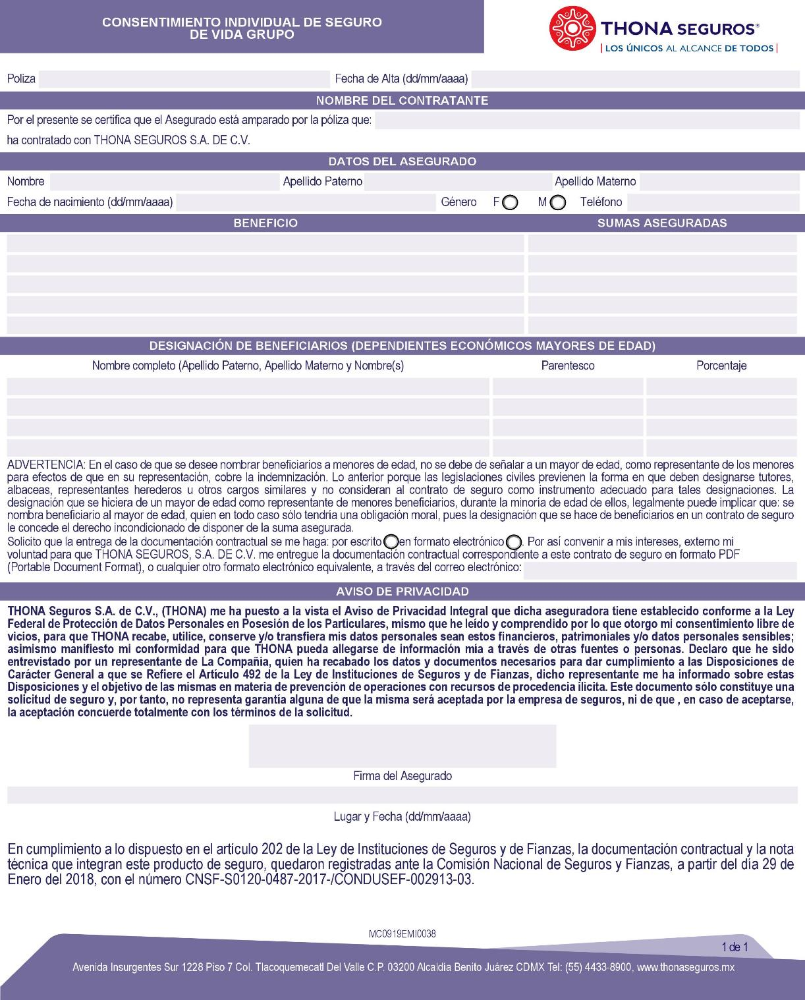 CONSENTIMIENTO INDIVIDUAL DE SEGURO
DE VIDA GRUPO
THONA SEGUROS®
| LOS ÚNICOS AL ALCANCE DE TODOS |
Poliza Fecha de Alta (dd/mm/aaaa)
NOMBRE DEL CONTRATANTE
Por el presente se certifica que el Asegurado está amparado por la póliza que:
ha contratado con THONA SEGUROS S.A. DE C.V.
DATOS DEL ASEGURADO
Nombre Apellido Paterno Apellido Materno
Fecha de nacimiento (dd/mm/aaaa) Género F M Teléfono
BENEFICIO SUMAS ASEGURADAS
DESIGNACIÓN DE BENEFICIARIOS (DEPENDIENTES ECONÓMICOS MAYORES DE EDAD)
Nombre completo (Apellido Paterno, Apellido Materno y Nombre(s) Parentesco Porcentaje
ADVERTENCIA: En el caso de que se desee nombrar beneficiarios a menores de edad, no se debe de señalar a un mayor de edad, como representante de los menores
para efectos de que en su representación, cobre la indemnización. Lo anterior porque las legislaciones civiles previenen la forma en que deben designarse tutores,
albaceas, representantes herederos u otros cargos similares y no consideran al contrato de seguro como instrumento adecuado para tales designaciones. La
designación que se hiciera de un mayor de edad como representante de menores beneficiarios, durante la minoría de edad de ellos, legalmente puede implicar que: se
nombra beneficiario al mayor de edad, quien en todo caso sólo tendría una obligación moral, pues la designación que se hace de beneficiarios en un contrato de seguro
le concede el derecho incondicionado de disponer de la suma asegurada.
Solicito que la entrega de la documentación contractual se me haga: por escrito en formato electrónico . Por así convenir a mis intereses, externo mi
voluntad para que THONA SEGUROS, S.A. DE C.V. me entregue la documentación contractual correspondiente a este contrato de seguro en formato PDF
(Portable Document Format), o cualquier otro formato electrónico equivalente, a través del correo electrónico:
AVISO DE PRIVACIDAD
THONA Seguros S.A. de C.V., (THONA) me ha puesto a la vista el Aviso de Privacidad Integral que dicha aseguradora tiene establecido conforme a la Ley
Federal de Protección de Datos Personales en Posesión de los Particulares, mismo que he leído y comprendido por lo que otorgo mi consentimiento libre de
vicios, para que THONA recabe, utilice, conserve y/o transfiera mis datos personales sean estos financieros, patrimoniales y/o datos personales sensibles;
asimismo manifiesto mi conformidad para que THONA pueda allegarse de información mía a través de otras fuentes o personas. Declaro que he sido
entrevistado por un representante de La Compañía, quien ha recabado los datos y documentos necesarios para dar cumplimiento a las Disposiciones de
Carácter General a que se Refiere el Artículo 492 de la Ley de Instituciones de Seguros y de Fianzas, dicho representante me ha informado sobre estas
Disposiciones y el objetivo de las mismas en materia de prevención de operaciones con recursos de procedencia ilicita. Este documento sólo constituye una
solicitud de seguro y, por tanto, no representa garantía alguna de que la misma será aceptada por la empresa de seguros, ni de que , en caso de aceptarse,
la aceptación concuerde totalmente con los términos de la solicitud.
Firma del Asegurado
Lugar y Fecha (dd/mm/aaaa)
En cumplimiento a lo dispuesto en el artículo 202 de la Ley de Instituciones de Seguros y de Fianzas, la documentación contractual y la nota
técnica que integran este producto de seguro, quedaron registradas ante la Comisión Nacional de Seguros y Fianzas, a partir del día 29 de
Enero del 2018, con el número CNSF-S0120-0487-2017-/CONDUSEF-002913-03.
MC0919EMI0038
1 de 1
Avenida Insurgentes Sur 1228 Piso 7 Col. Tlacoquemecatl Del Valle C.P. 03200 Alcaldía Benito Juárez CDMX Tel: (55) 4433-8900, www.thonaseguros.mx